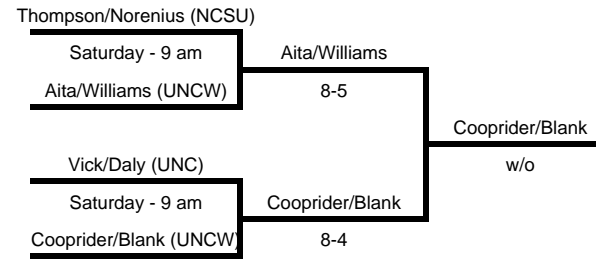 Thompson/Norenius (NCSU)
Saturday - 9 am
Aita/Williams
Aita/Williams (UNCW)
8-5
Cooprider/Blank
Vick/Daly (UNC)
w/o
Saturday - 9 am
Cooprider/Blank
Cooprider/Blank (UNCW)
8-4